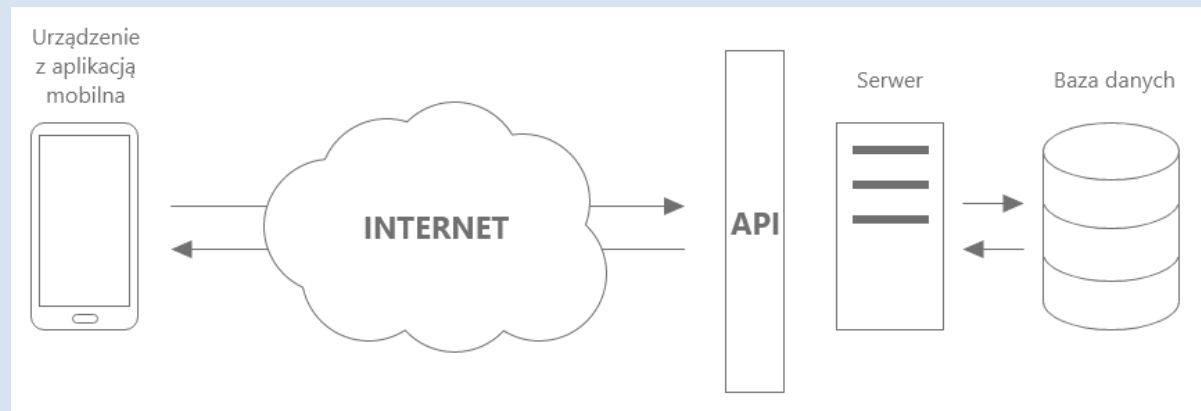 Urządzenie
z aplikacją
mobilna
INTERNET
API
Serwer
Baza danych